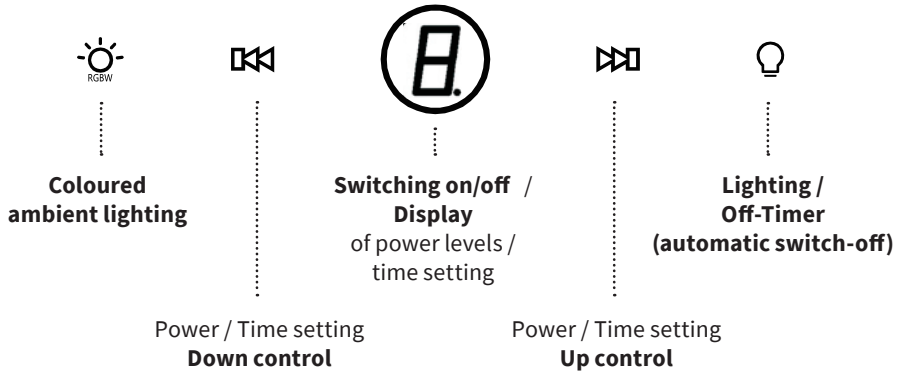 RGBW
8.
Coloured
ambient lighting
Switching on/off /
Display
of power levels /
time setting
Lighting /
Off-Timer
(automatic switch-off)
Power / Time setting
Down control
Power / Time setting
Up control